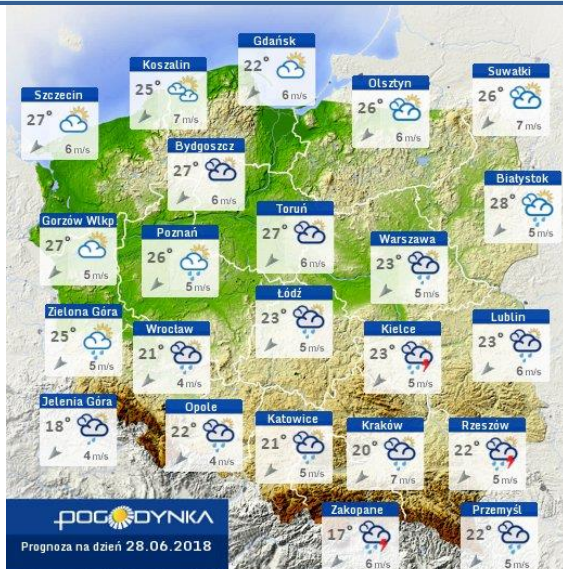 Gdańsk
22° 6 m/s
Koszalin
25° 7 m/s
Suwałki
26° 7 m/s
Olsztyn
26° 6 m/s
Szczecin
27° 6 m/s
Bydgoszcz
27° 6 m/s
Białystok
28° 5 m/s
Toruń
27° 6 m/s
Gorzów Wlkp
27° 5 m/s
Poznań
26° 5 m/s
Warszawa
23° 5 m/s
Łódź
23° 5 m/s
Zielona Góra
25° 5 m/s
Wrocław
21° 4 m/s
Kielce
23° 5 m/s
Lublin
23° 6 m/s
Jelenia Góra
18° 4 m/s
Opole
22° 4 m/s
Katowice
21° 5 m/s
Kraków
20° 7 m/s
Rzeszów
22° 5 m/s
Zakopane
17° 6 m/s
Przemyśl
22° 5 m/s
POGODYNKA
Prognoza na dzień 28.06.2018